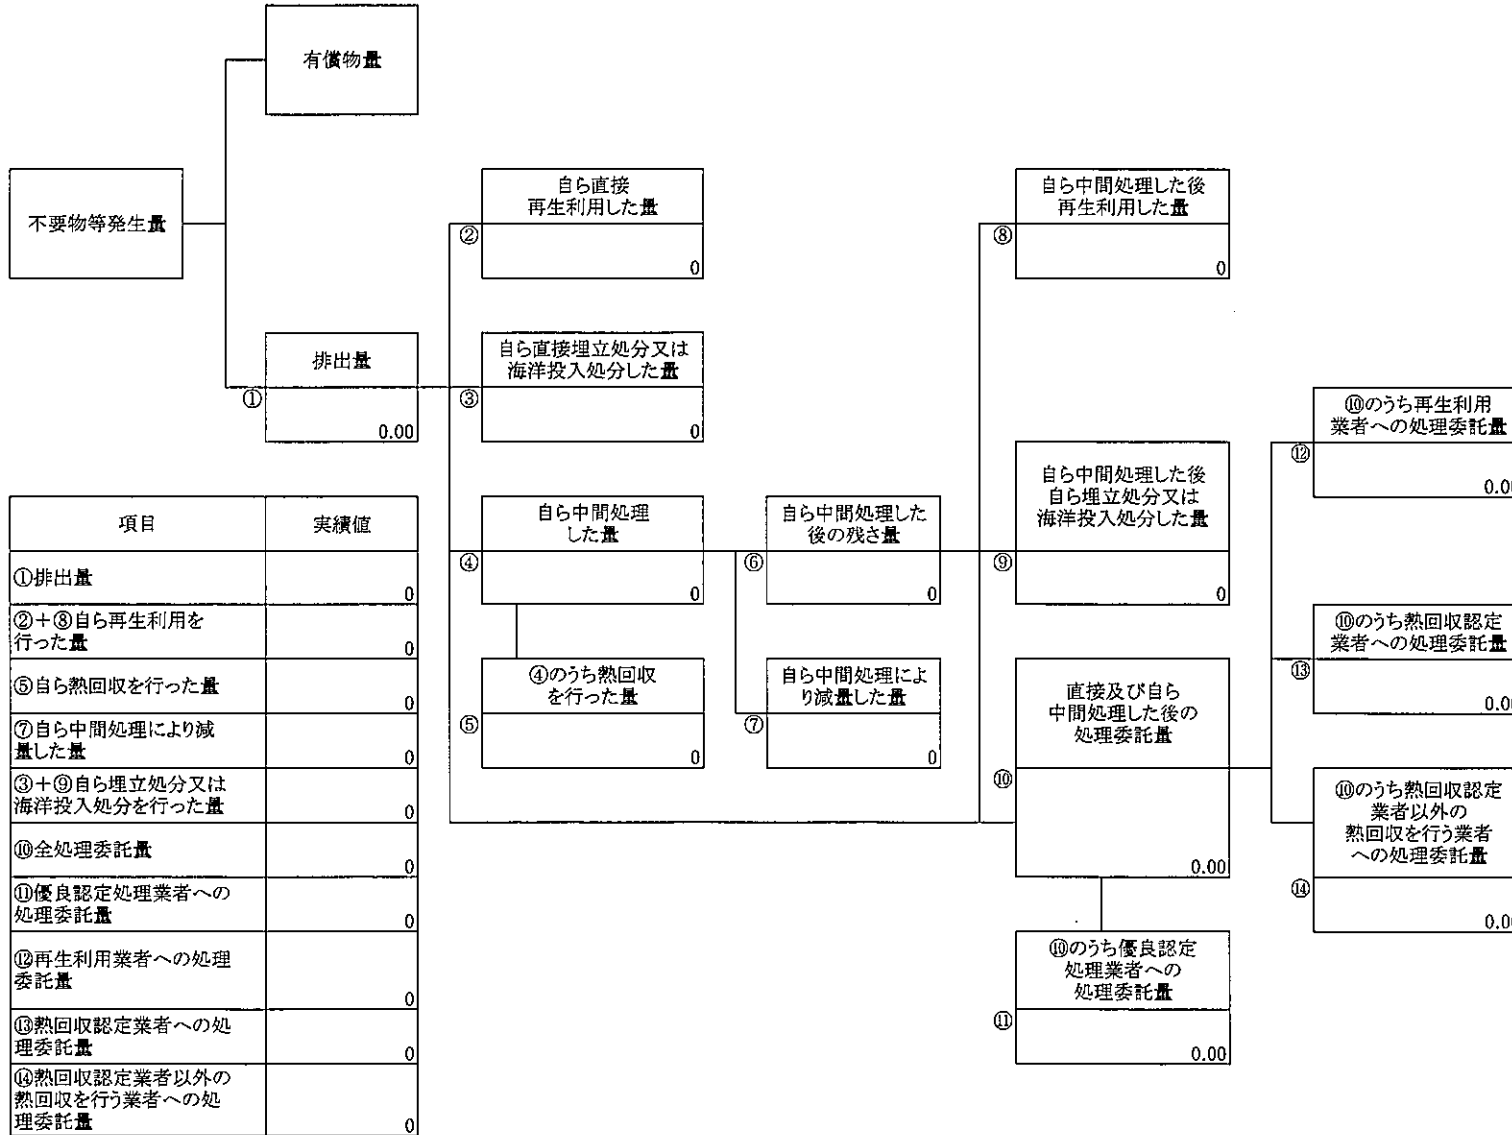 有償物量
不要物等発生量
排出量
①
0.00
自ら直接
再生利用した量
②
0
自ら直接埋立処分又は
海洋投入処分した量
③
0
自ら中間処理
した量
④
0
④のうち熱回収
を行った量
⑤
0
自ら中間処理した
後の残さ量
⑥
0
自ら中間処理によ
り減量した量
⑦
0
自ら中間処理した後
再生利用した量
⑧
0
自ら中間処理した後
自ら埋立処分又は
海洋投入処分した量
⑨
0
直接及び自ら
中間処理した後の
処理委託量
⑩
0.00
⑩のうち優良認定
処理業者への
処理委託量
⑪
0.00
⑩のうち再生利用
業者への処理委託量
⑫
0.00
⑩のうち熱回収認定
業者への処理委託量
⑬
0.00
⑩のうち熱回収認定
業者以外の
熱回収を行う業者
への処理委託量
⑭
0.00
項目 実績値
①排出量 0
②+⑧自ら再生利用を
行った量 0
⑤自ら熱回収を行った量 0
⑦自ら中間処理により減
量した量 0
③+⑨自ら埋立処分又は
海洋投入処分を行った量 0
⑩全処理委託量 0
⑪優良認定処理業者への
処理委託量 0
⑫再生利用業者への処理
委託量 0
⑬熱回収認定業者への処
理委託量 0
⑭熱回収認定業者以外の
熱回収を行う業者への処
理委託量 0